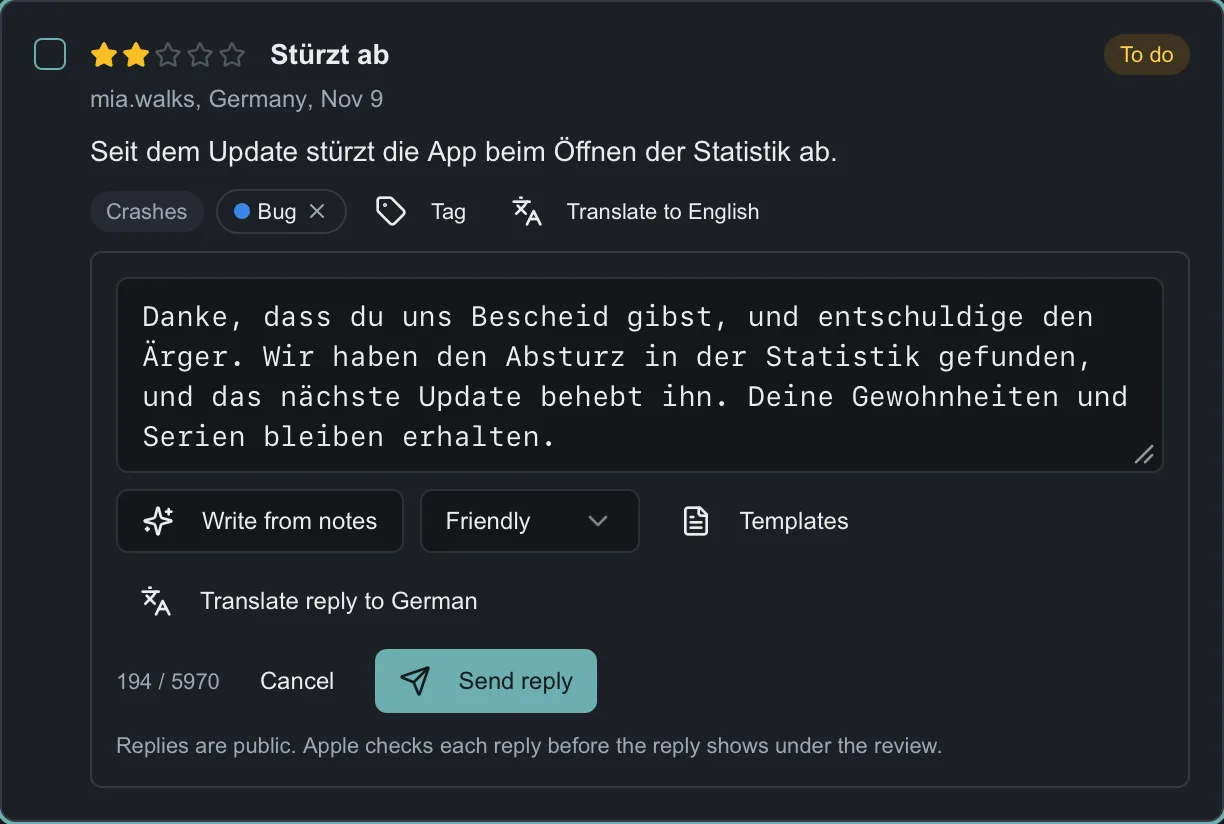 Stürzt ab
To do
mia.walks, Germany, Nov 9
Seit dem Update stürzt die App beim Öffnen der Statistik ab.
Crashes
Bug
Tag
Translate to English
Danke, dass du uns Bescheid gibst, und entschuldige den
Ärger. Wir haben den Absturz in der Statistik gefunden,
und das nächste Update behebt ihn. Deine Gewohnheiten und
Serien bleiben erhalten.
Write from notes
Friendly
Templates
Translate reply to German
194 / 5970
Cancel
Send reply
Replies are public. Apple checks each reply before the reply shows under the review.